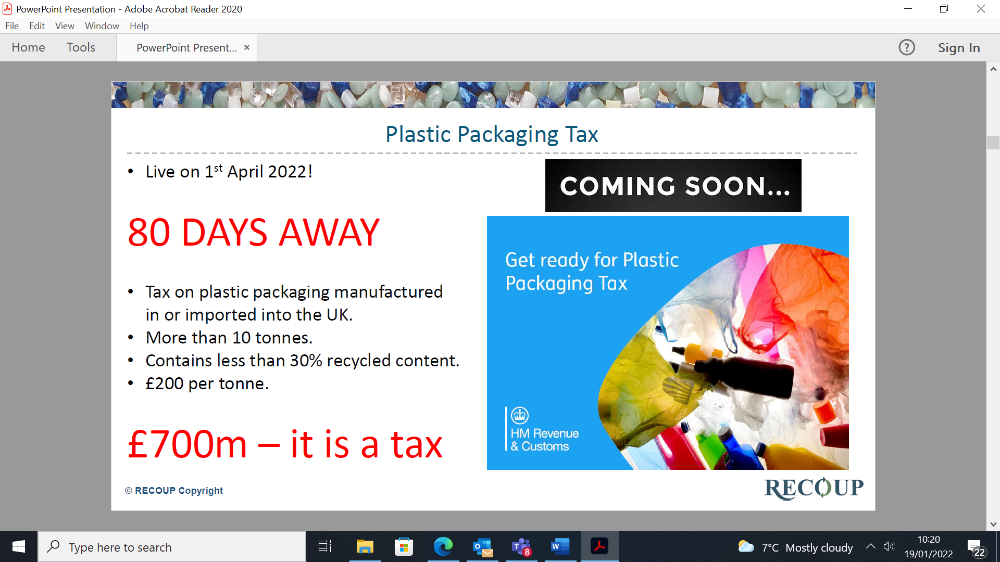 PowerPoint Presentation - Adobe Acrobat Reader 2020
File Edit View Window Help
Home Tools PowerPoint Present... × ? Sign In
Plastic Packaging Tax
• Live on 1st April 2022!
COMING SOON...
80 DAYS AWAY
Get ready for Plastic
Packaging Tax
• Tax on plastic packaging manufactured
in or imported into the UK.
• More than 10 tonnes.
• Contains less than 30% recycled content.
• £200 per tonne.
HM Revenue
& Customs
£700m – it is a tax
© RECOUP Copyright
RECOUP
Type here to search
8
7°C Mostly cloudy
10:20
19/01/2022
22